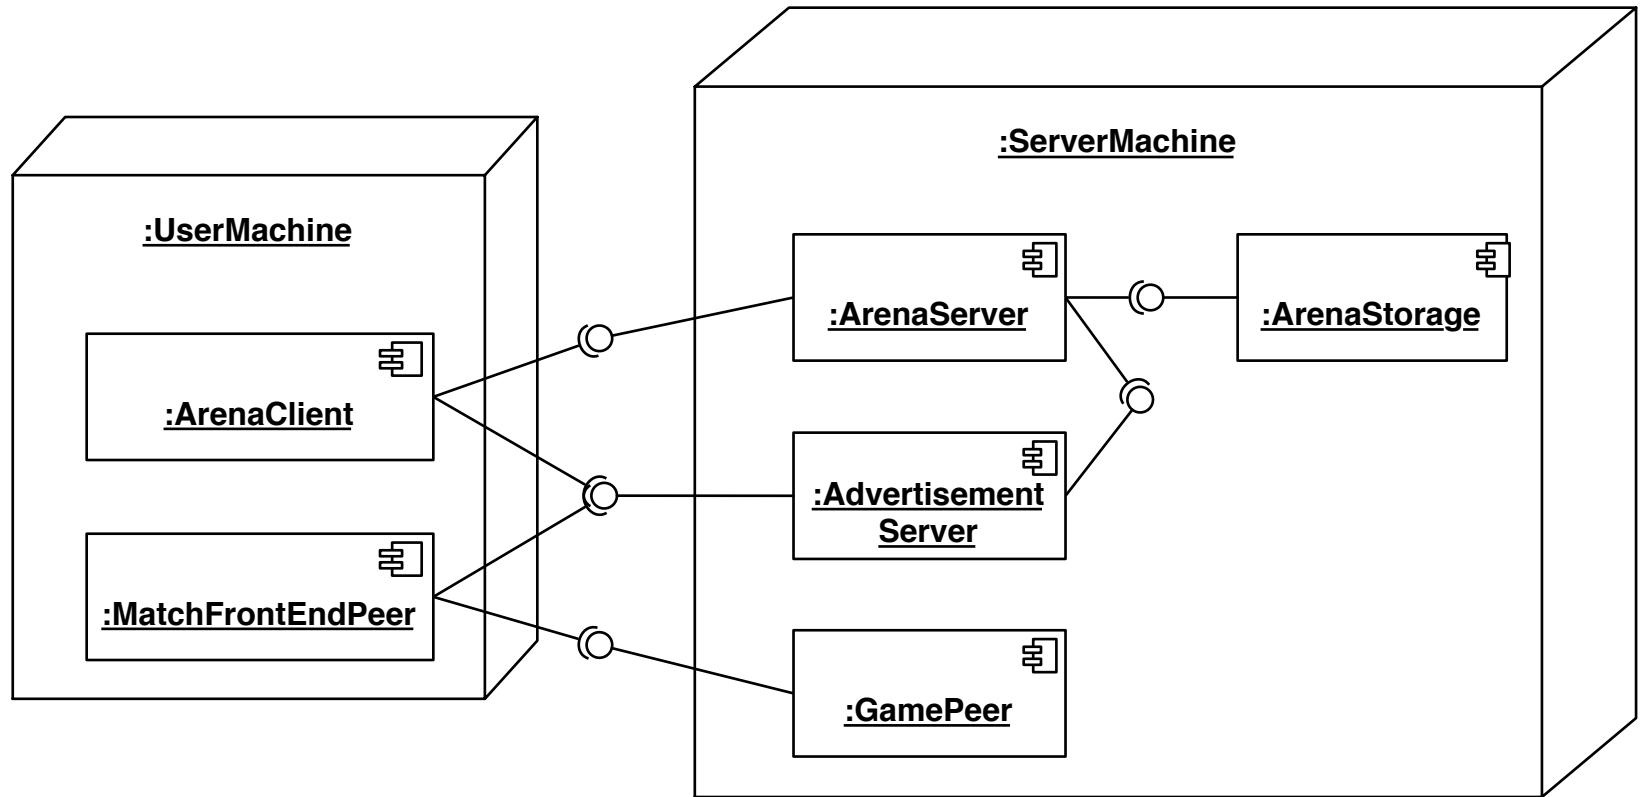 :UserMachine
:ArenaClient
:MatchFrontEndPeer
:ServerMachine
:ArenaServer
:ArenaStorage
:Advertisement
Server
:GamePeer